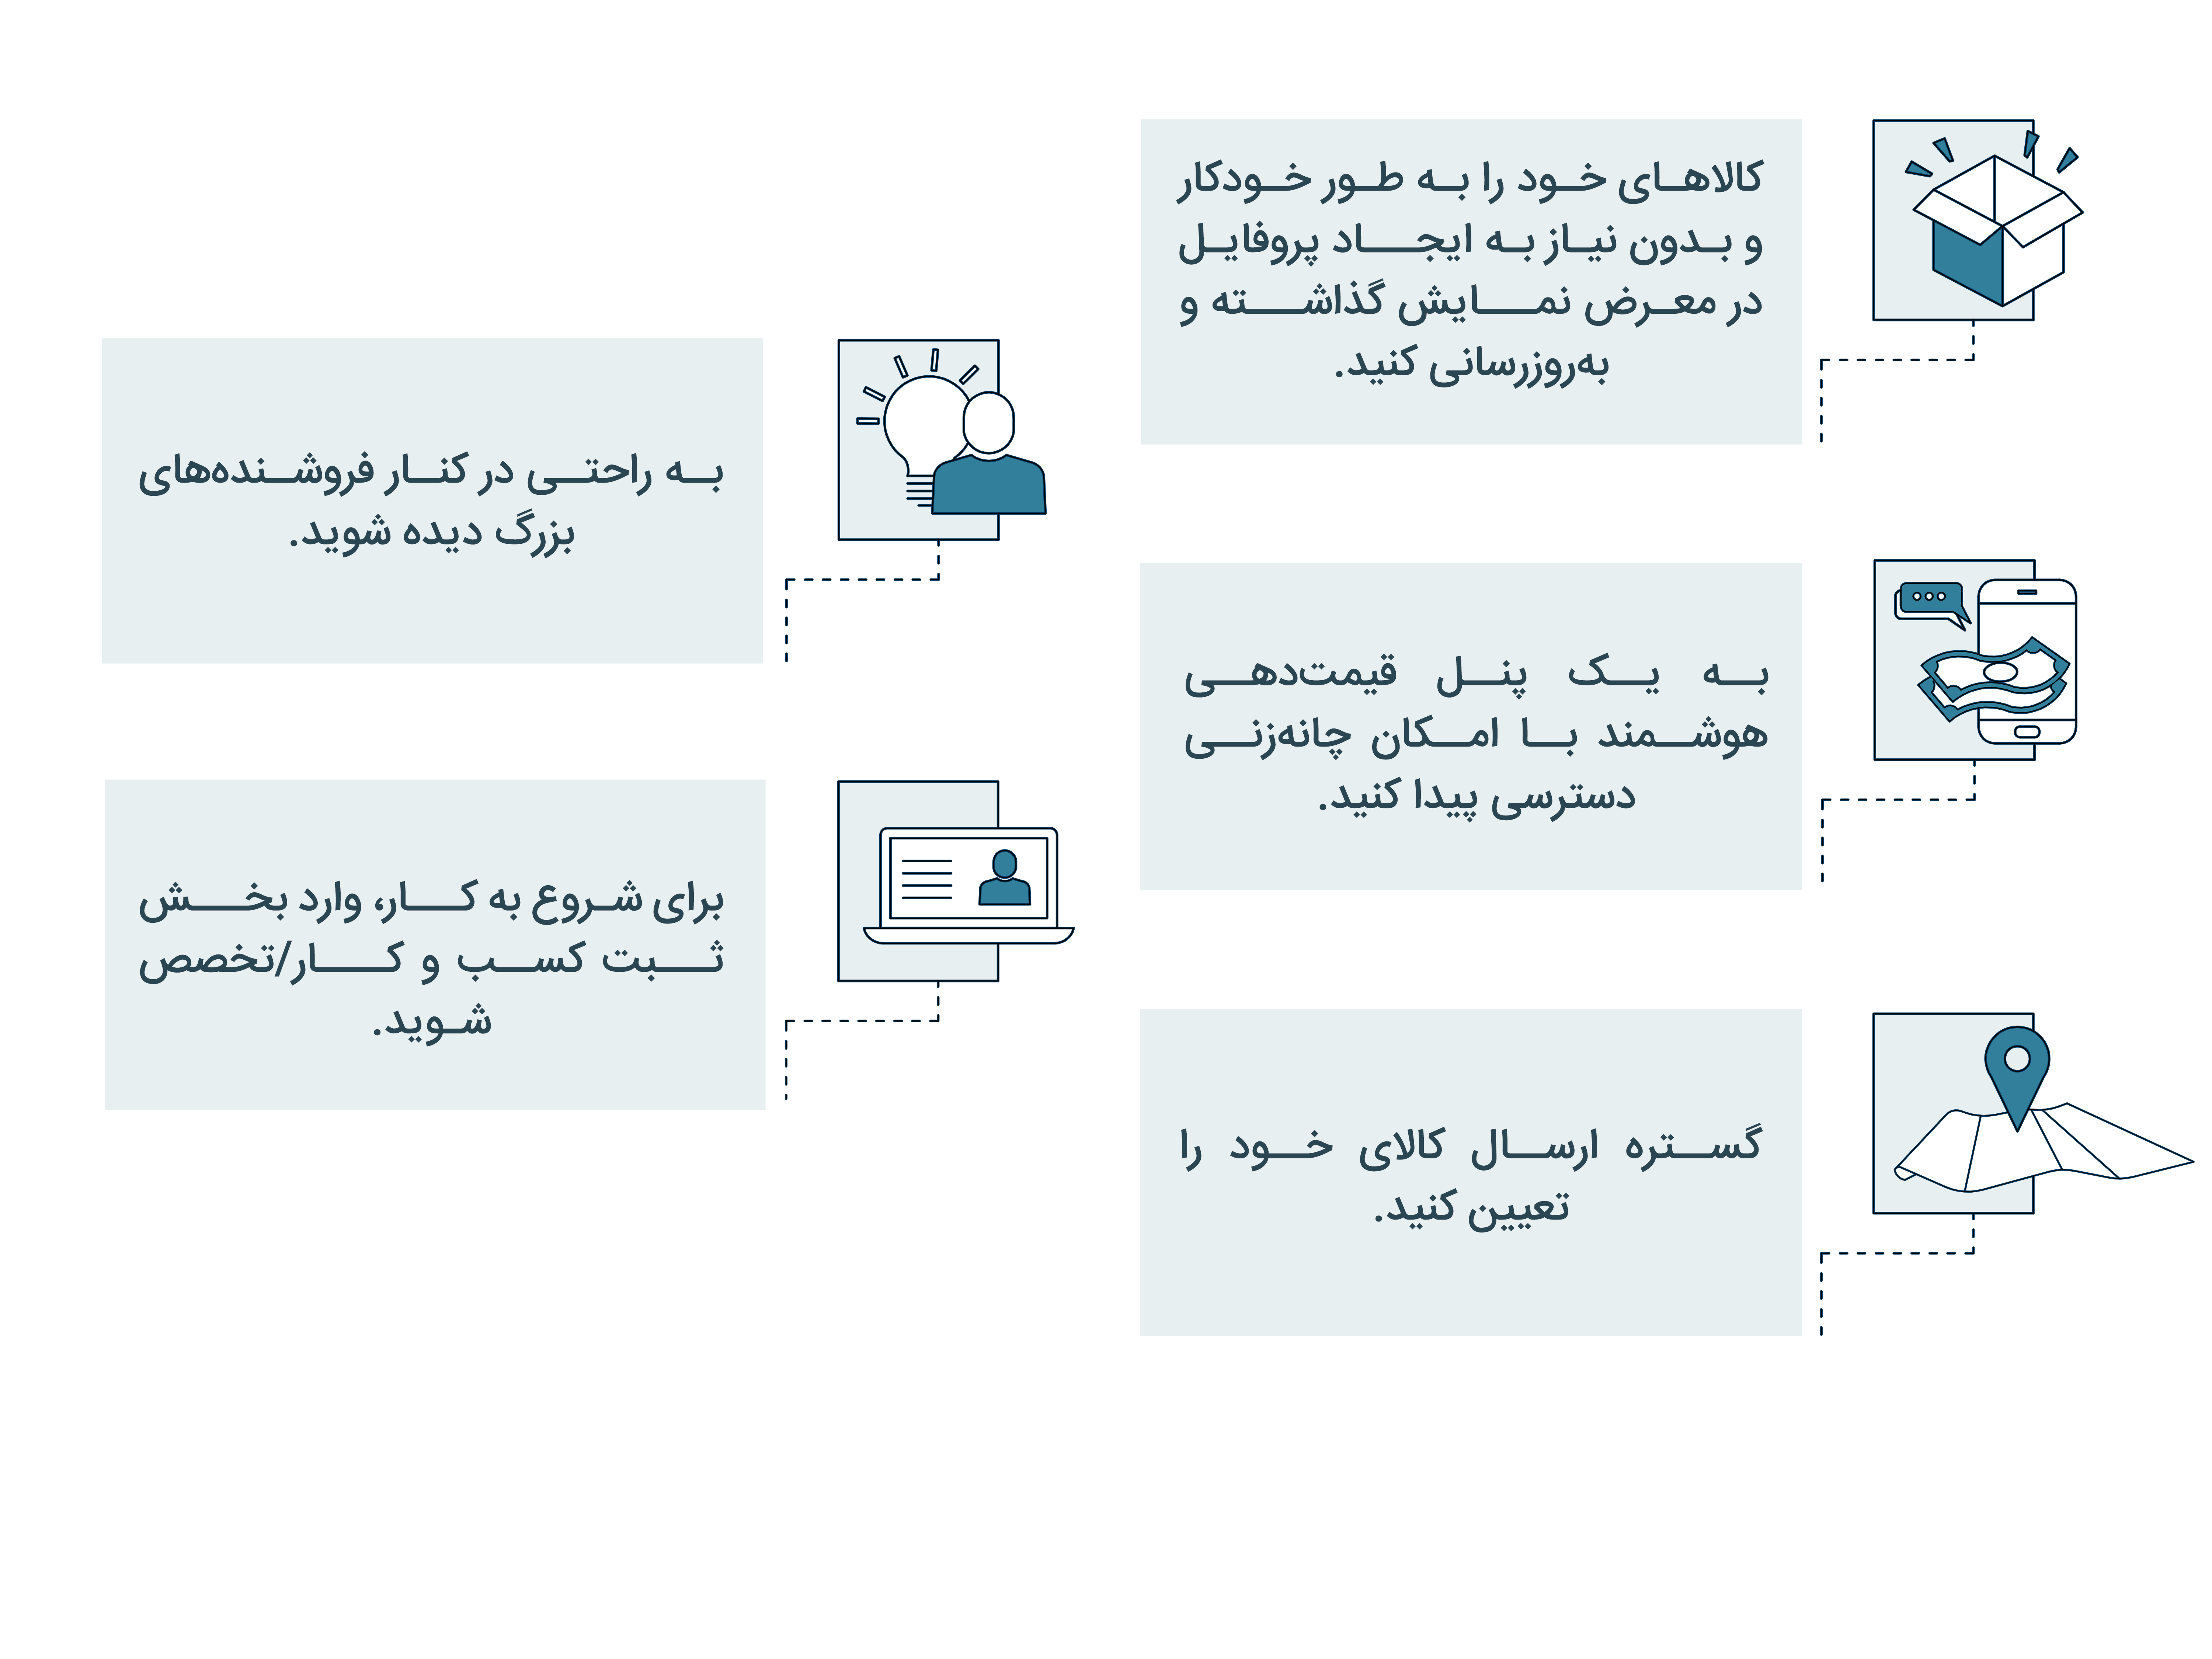 کالاهای خود را به طور خودکار
و بدون نیاز به ایجاد پروفایل
در معرض نمایش گذاشته و
به‌روزرسانی کنید.
به یک پنل قیمت‌دهی
هوشمند با امکان چانه‌زنی
دسترسی پیدا کنید.
گستره ارسال کالای خود را
تعیین کنید.
به راحتی در کنار فروشنده‌های
بزرگ دیده شوید.
برای شروع به کار، وارد بخش
ثبت کسب و کار/تخصص
شوید.